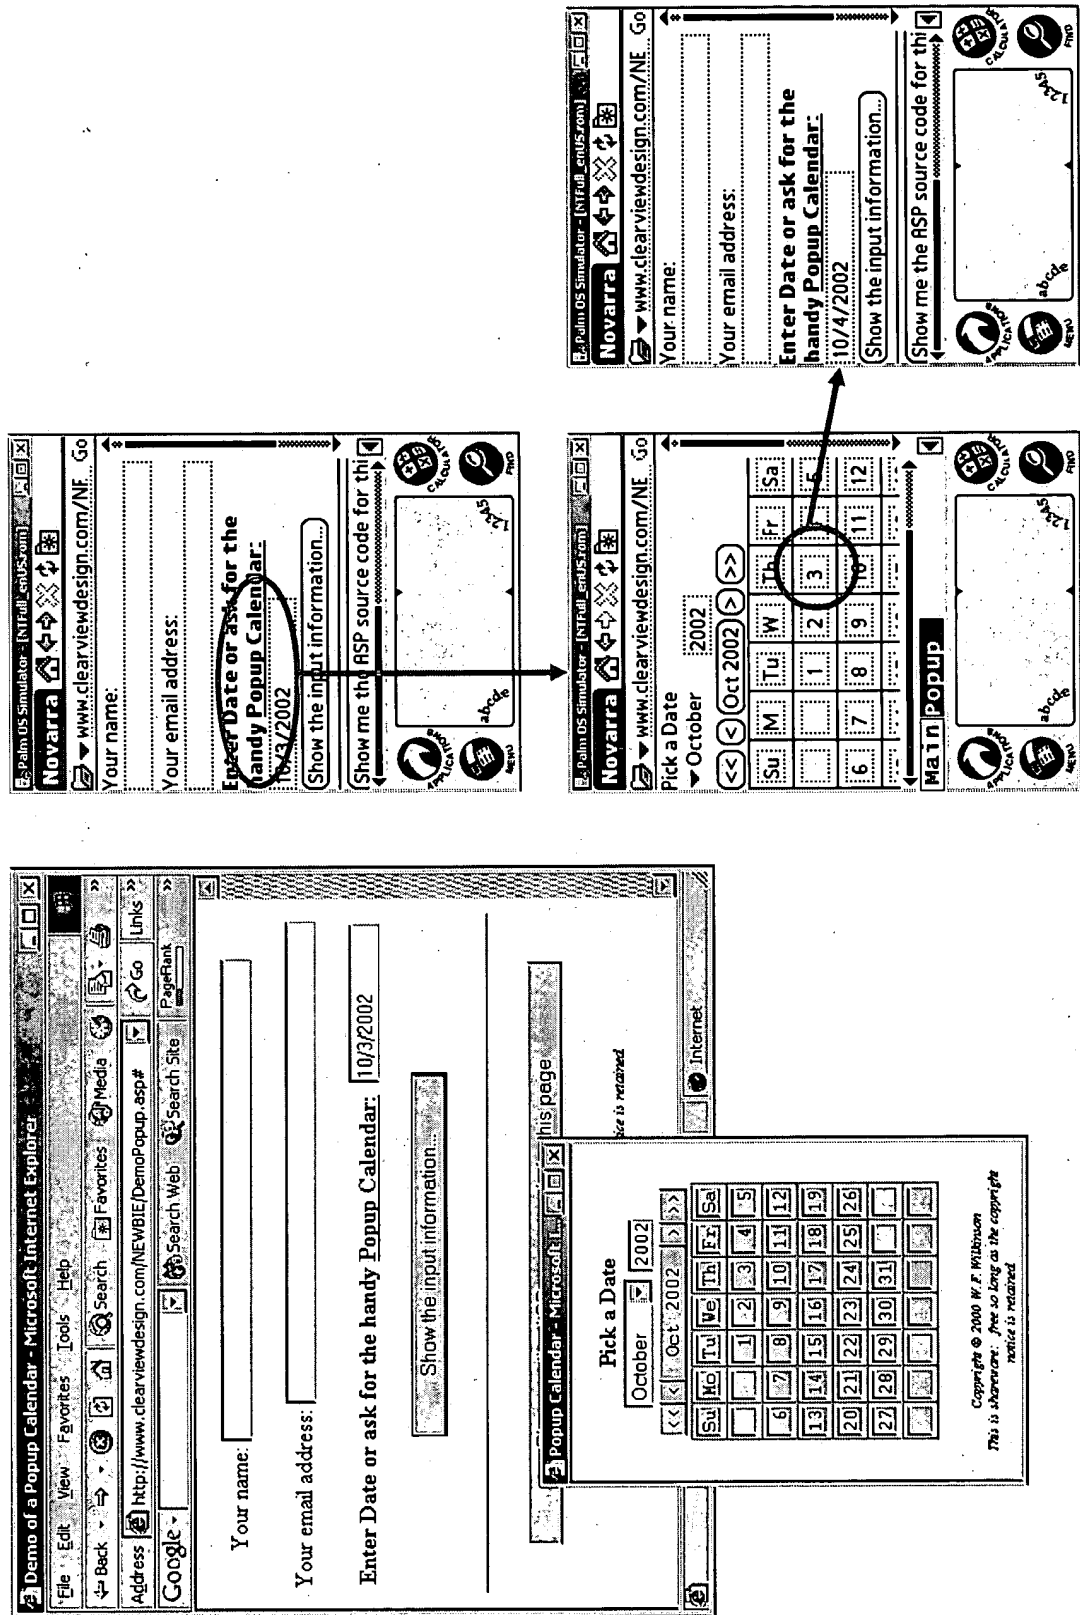 Demo of a Popup Calendar - Microsoft Internet Explorer
File Edit View Favorites Tools Help
Back Search Favorites Media
Address http://www.clearviewdesign.com/NEWBIE/DemoPopup.asp# Go Links
Google Search Web Search Site PageRank
Your name:
Your email address:
Enter Date or ask for the handy Popup Calendar: 10/3/2002
Show the input information...
his page
ice is retained
Internet
Popup Calendar - Microsoft I...
Pick a Date
October 2002
<< < Oct 2002 > >>
Su Mo Tu We Th Fr Sa
1 2 3 4 5
6 7 8 9 10 11 12
13 14 15 16 17 18 19
20 21 22 23 24 25 26
27 28 29 30 31
Copyright © 2000 W. F. Wilkinson
This is shareware: free so long as the copyright
notice is retained
Palm OS Simulator - [NTFull_enUS.rom]
Novarra
www.clearviewdesign.com/NE... Go
Your name:
Your email address:
Enter Date or ask for the
handy Popup Calendar:
10/3/2002
Show the input information...
Show me the ASP source code for thi
APPLICATIONS
MENU
abcde
12345
CALCULATOR
FIND
Palm OS Simulator - [NTFull_enUS.rom]
Novarra
www.clearviewdesign.com/NE... Go
Pick a Date
October 2002
<< < Oct 2002 > >>
Su M Tu W Th Fr Sa
1 2 3
6 7 8 9 10 11 12
Main Popup
APPLICATIONS
MENU
abcde
12345
CALCULATOR
FIND
Palm OS Simulator - [NTFull_enUS.rom]
Novarra
www.clearviewdesign.com/NE... Go
Your name:
Your email address:
Enter Date or ask for the
handy Popup Calendar:
10/4/2002
Show the input information...
Show me the ASP source code for thi
APPLICATIONS
MENU
abcde
12345
CALCULATOR
FIND